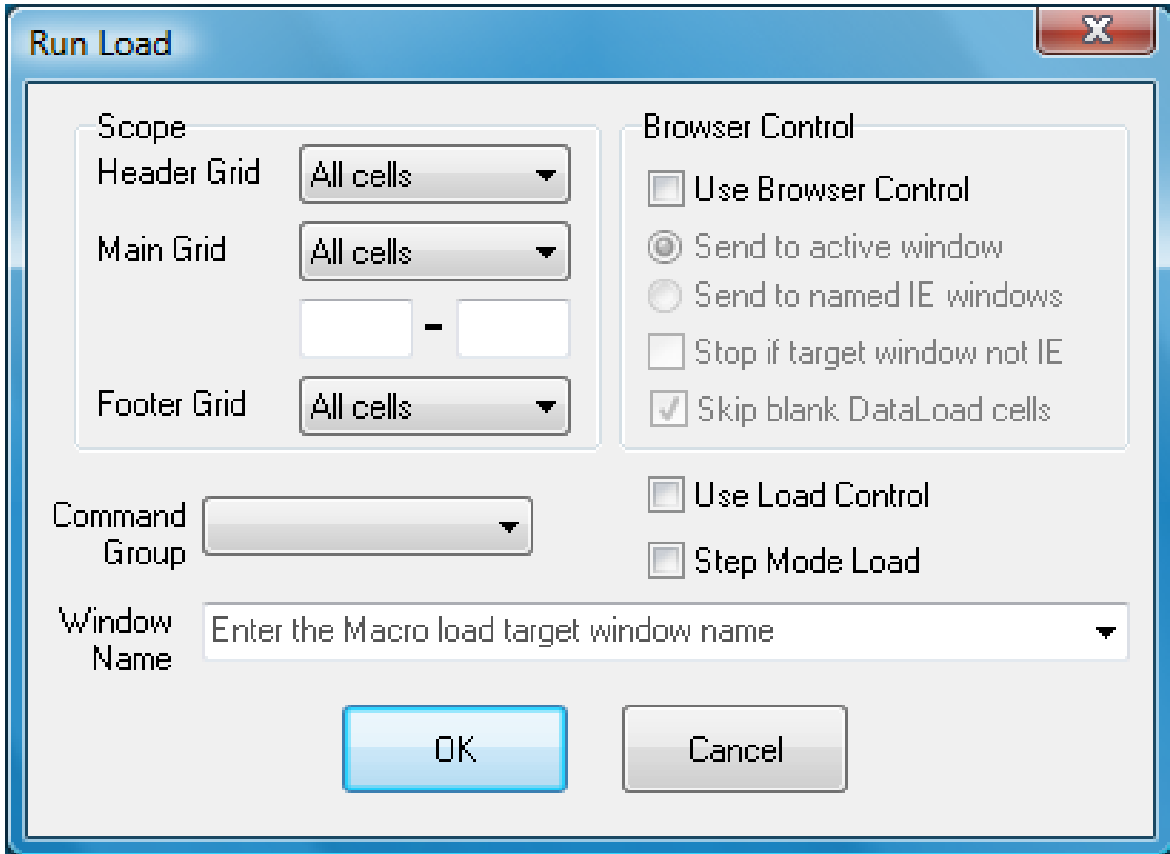 Run Load
Scope
Header Grid All cells
Main Grid All cells
-
Footer Grid All cells
Browser Control
Use Browser Control
Send to active window
Send to named IE windows
Stop if target window not IE
Skip blank DataLoad cells
Command
Group
Use Load Control
Step Mode Load
Window
Name
Enter the Macro load target window name
OK
Cancel